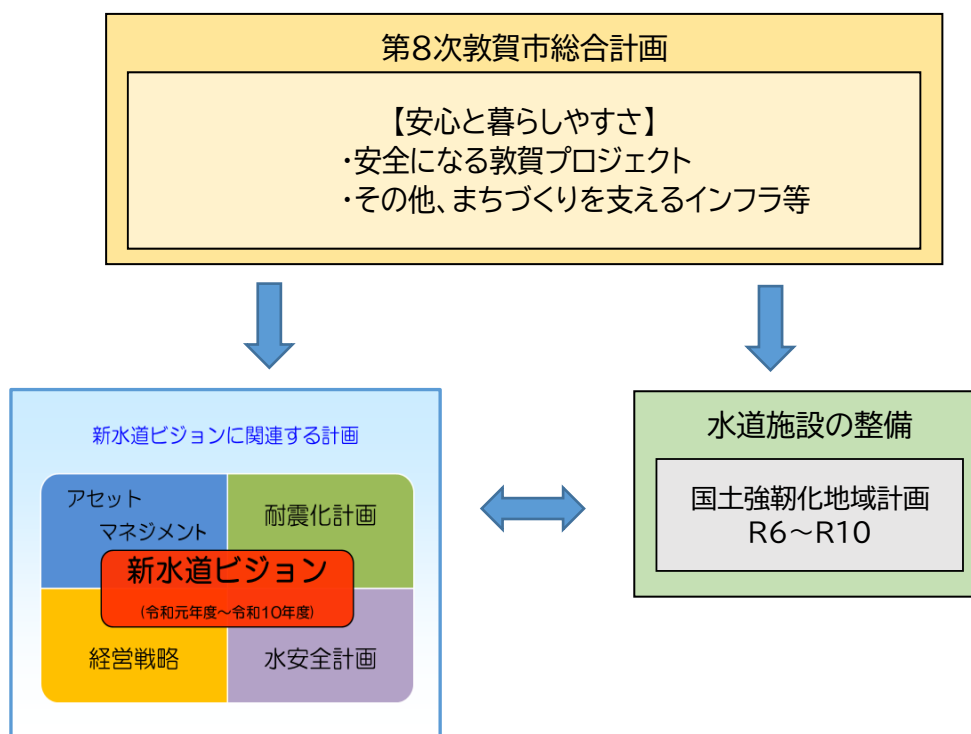 第8次敦賀市総合計画
【安心と暮らしやすさ】
・安全になる敦賀プロジェクト
・その他、まちづくりを支えるインフラ等
新水道ビジョンに関連する計画
アセット
マネジメント
耐震化計画
新水道ビジョン
(令和元年度～令和10年度)
経営戦略
水安全計画
水道施設の整備
国土強靭化地域計画
R6～R10